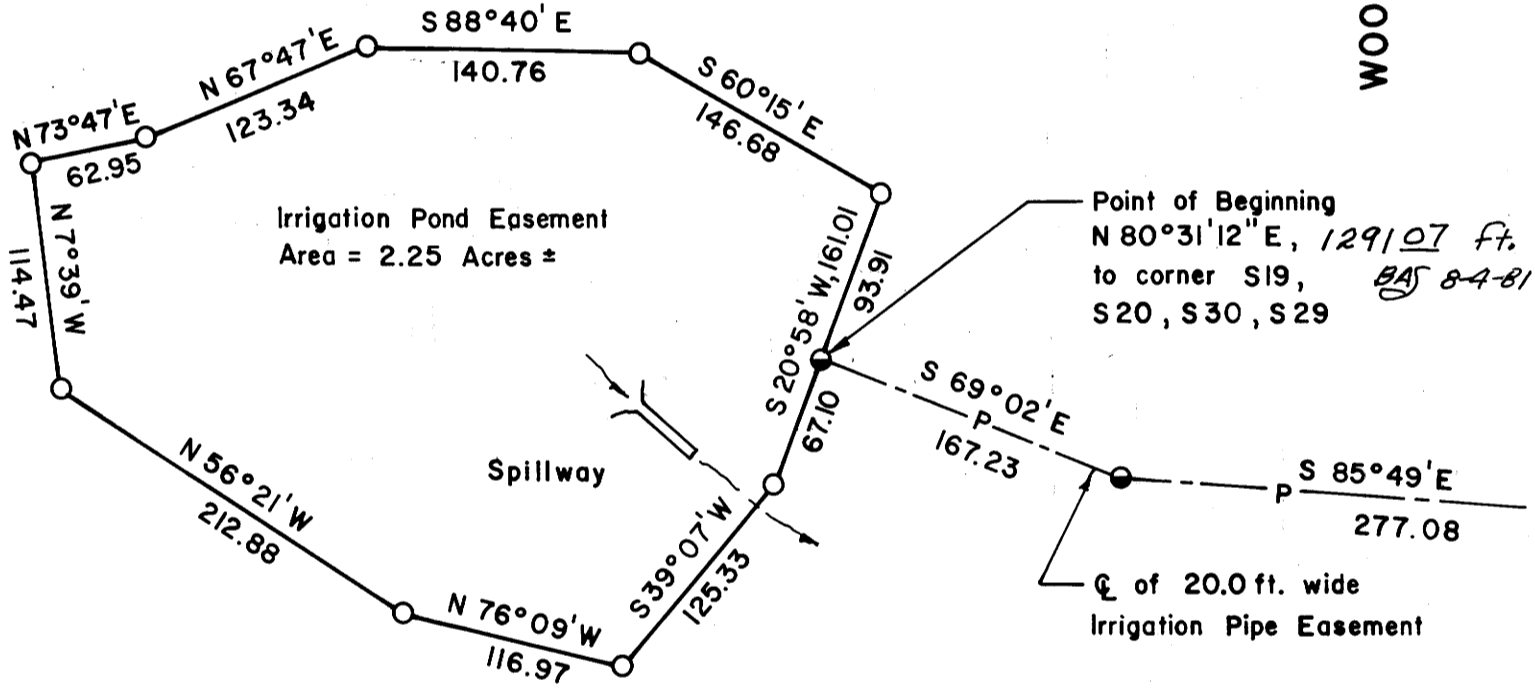 S 88°40' E
140.76
N 67°47'E
123.34
N 73°47'E
62.95
S 60°15' E
146.68
WOO
Irrigation Pond Easement
Area = 2.25 Acres ±
N 7°39' W
114.47
S 20°58' W, 161.01
93.91
67.10
Point of Beginning
N 80°31'12" E, 129107 ft.
to corner S19, BAS 8-4-81
S20, S30, S29
S 69°02'E
P
167.23
S 85°49'E
P
277.08
Spillway
N 56°21' W
212.88
S 39°07' W
125.33
N 76°09' W
116.97
℄ of 20.0 ft. wide
Irrigation Pipe Easement